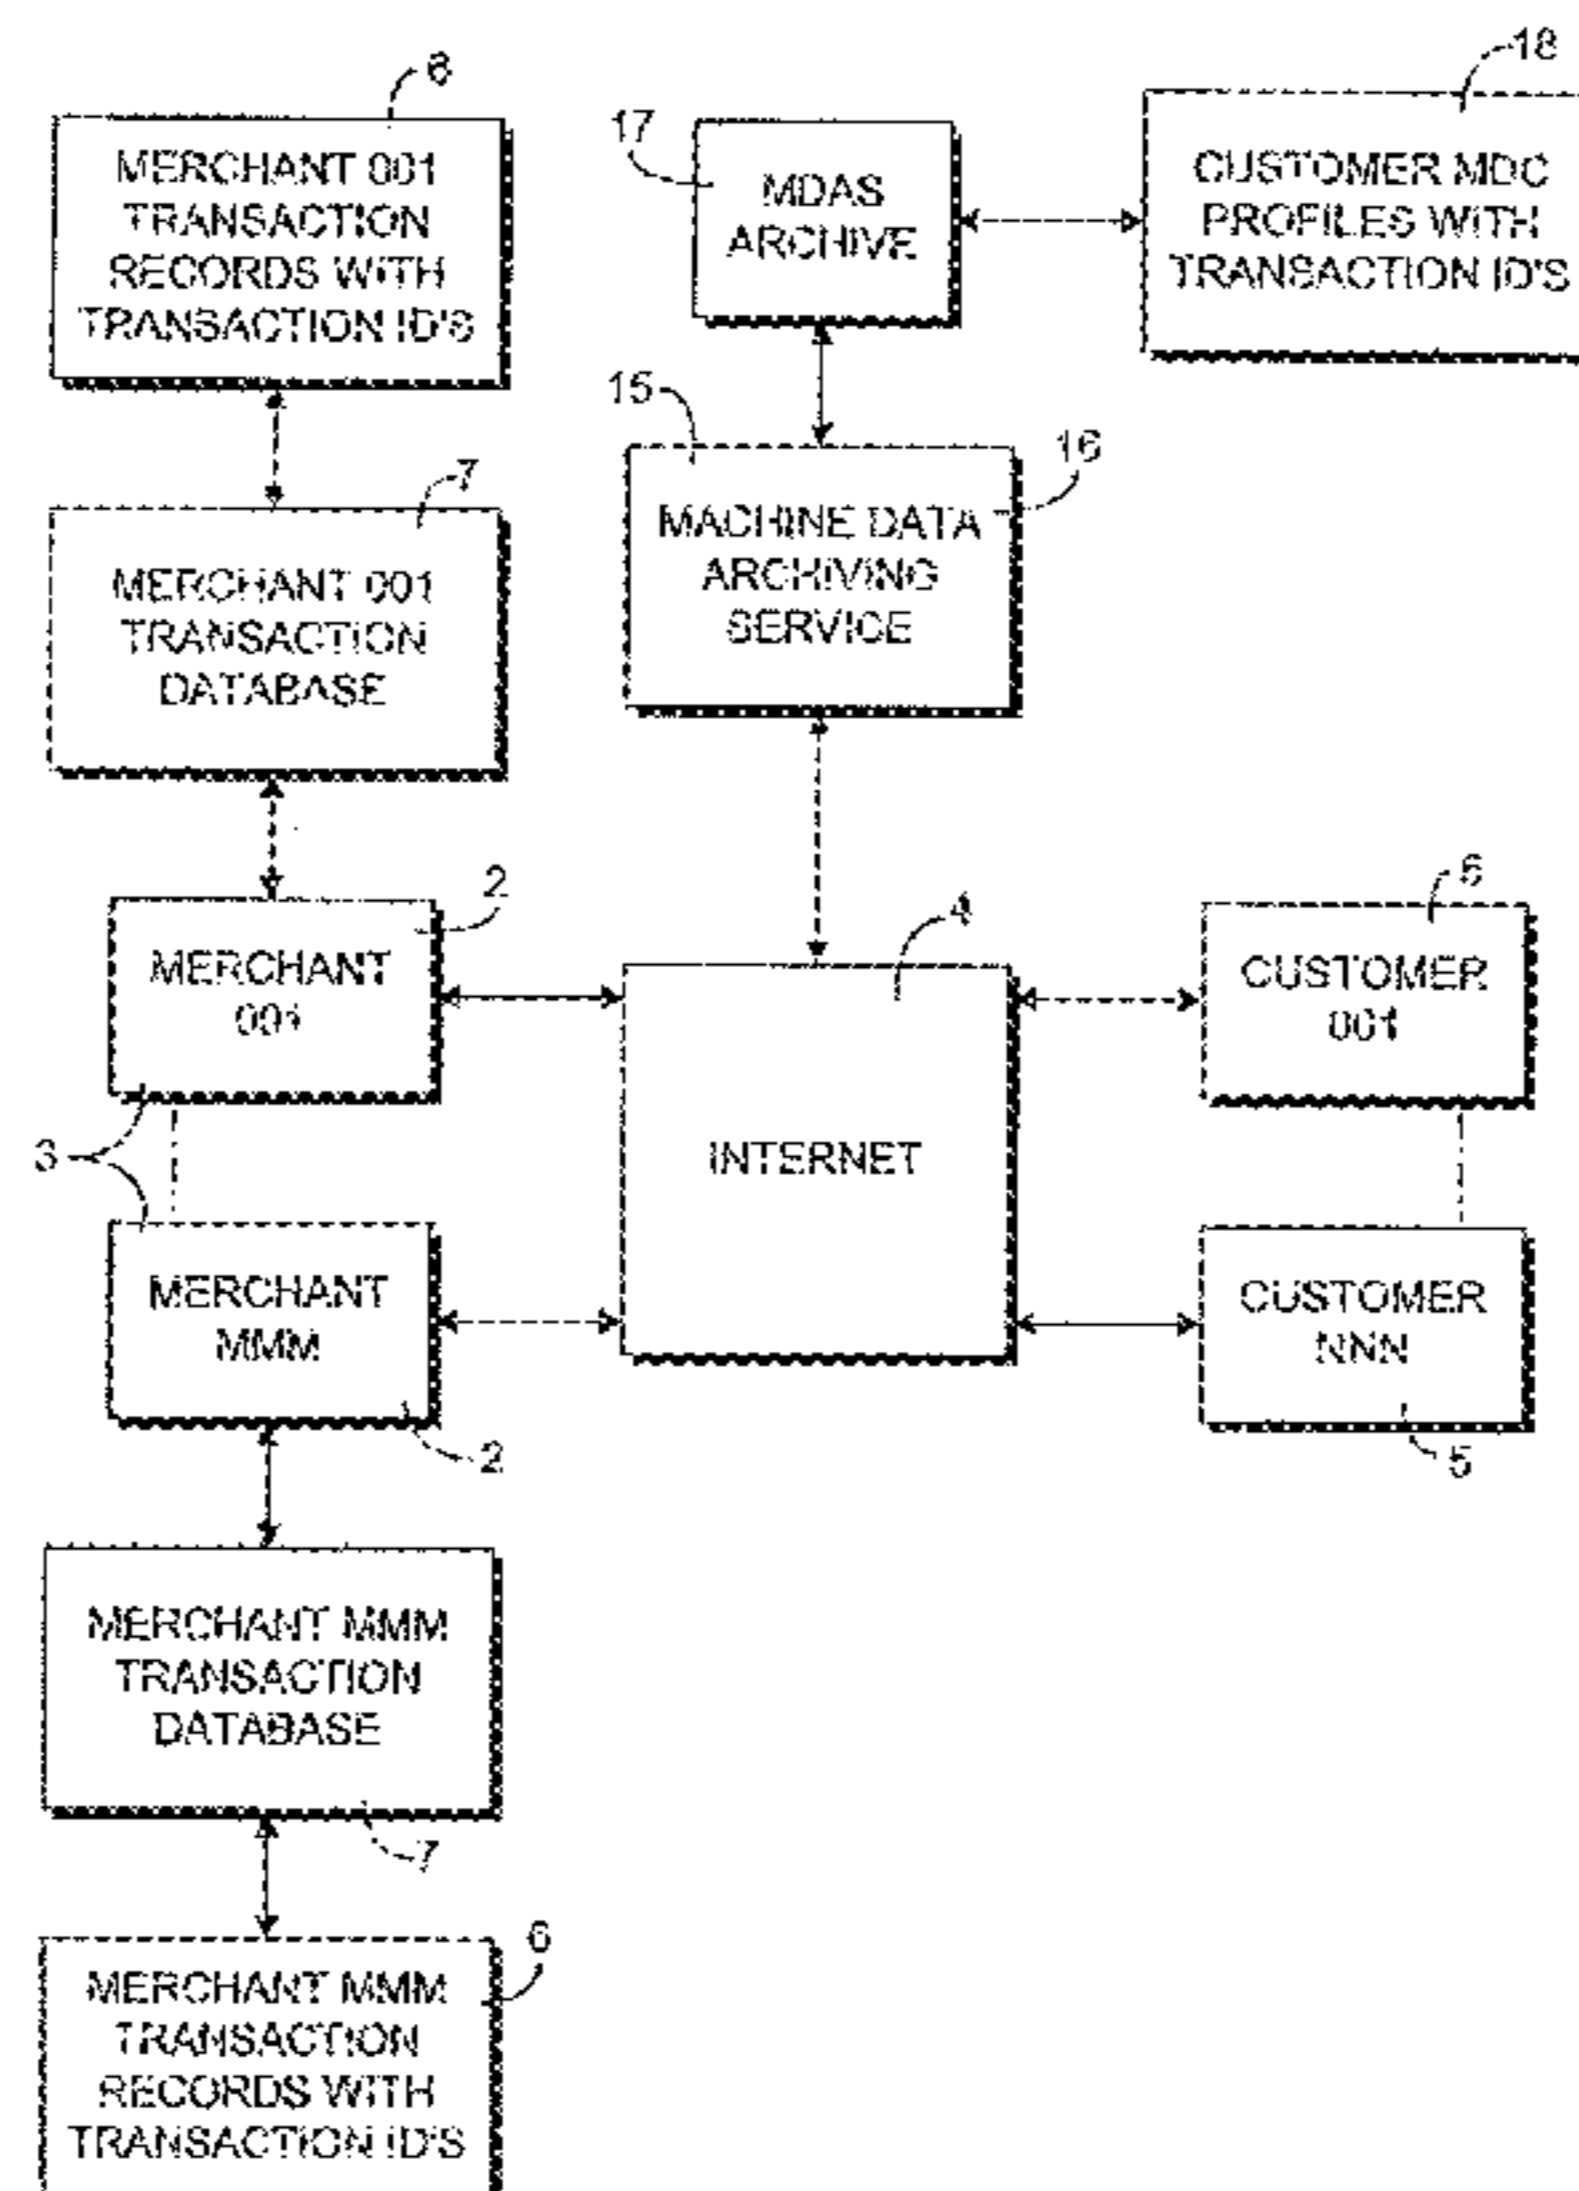 6
MERCHANT 001
TRANSACTION
RECORDS WITH
TRANSACTION ID'S
17
MDAS
ARCHIVE
18
CUSTOMER MDC
PROFILES WITH
TRANSACTION ID'S
7
MERCHANT 001
TRANSACTION
DATABASE
15
16
MACHINE DATA
ARCHIVING
SERVICE
2
MERCHANT
001
4
INTERNET
5
CUSTOMER
001
3
MERCHANT
MMM
2
CUSTOMER
NNN
5
MERCHANT MMM
TRANSACTION
DATABASE
7
6
MERCHANT MMM
TRANSACTION
RECORDS WITH
TRANSACTION ID'S